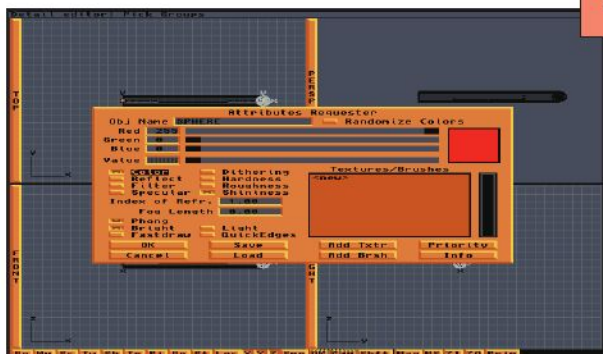 Detail editor: Pick Groups
TOP
PERSP
Attributes Requester
Obj Name SPHERE Randomize Colors
Red 255
Green 0
Blue 0
Value
Color Dithering
Reflect Hardness
Filter Roughness
Specular Shininess
Textures/Brushes
<new>
Index of Refr. 1.00
Fog Length 0.00
Phong
Bright Light
Fastdraw QuickEdges
OK Save Add Txtr Priority
Cancel Load Add Brsh Info
FRONT
GHT